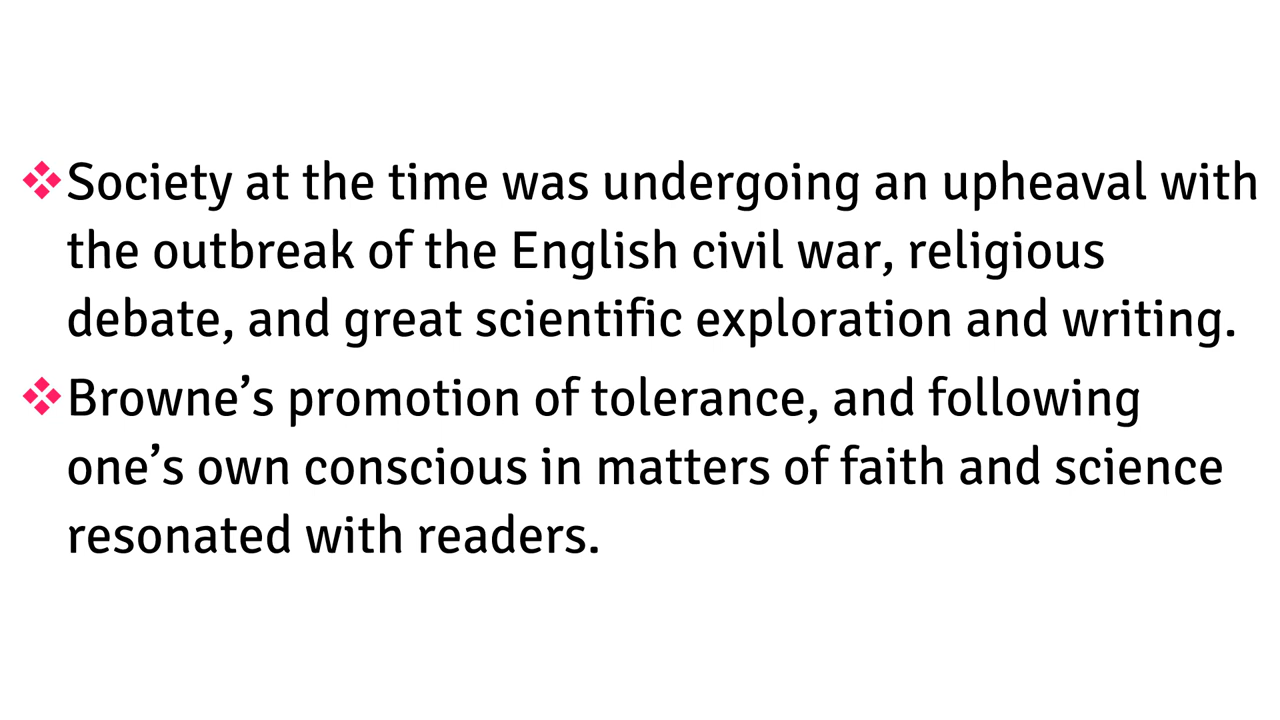 ❖Society at the time was undergoing an upheaval with
the outbreak of the English civil war, religious
debate, and great scientific exploration and writing.
❖Browne’s promotion of tolerance, and following
one’s own conscious in matters of faith and science
resonated with readers.